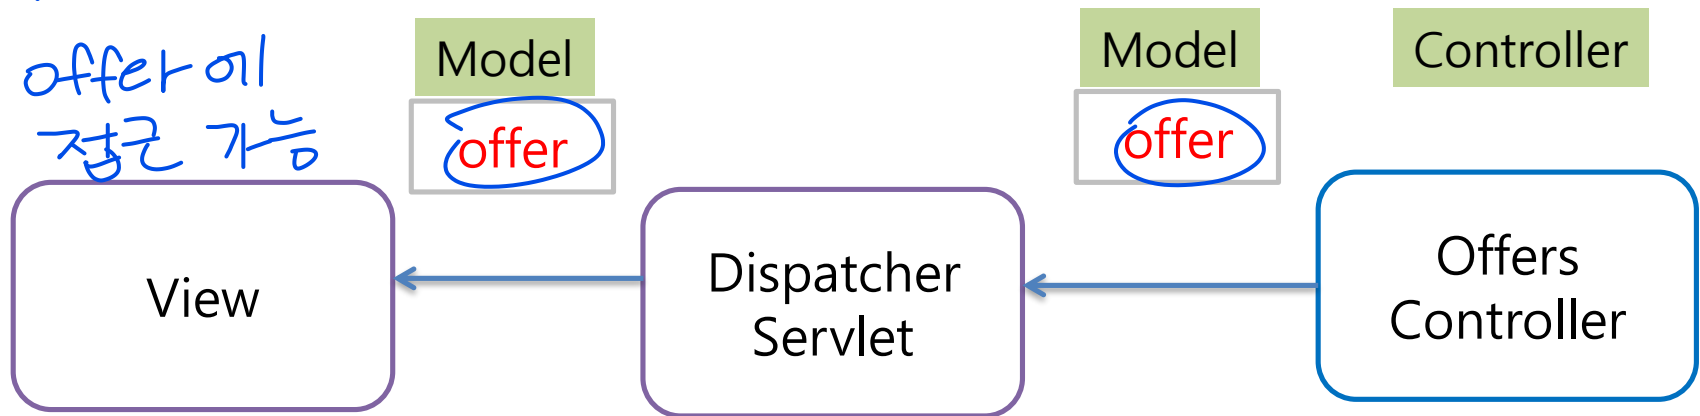 offer에
접근 가능
Model
offer
Model
offer
Controller
View
Dispatcher
Servlet
Offers
Controller